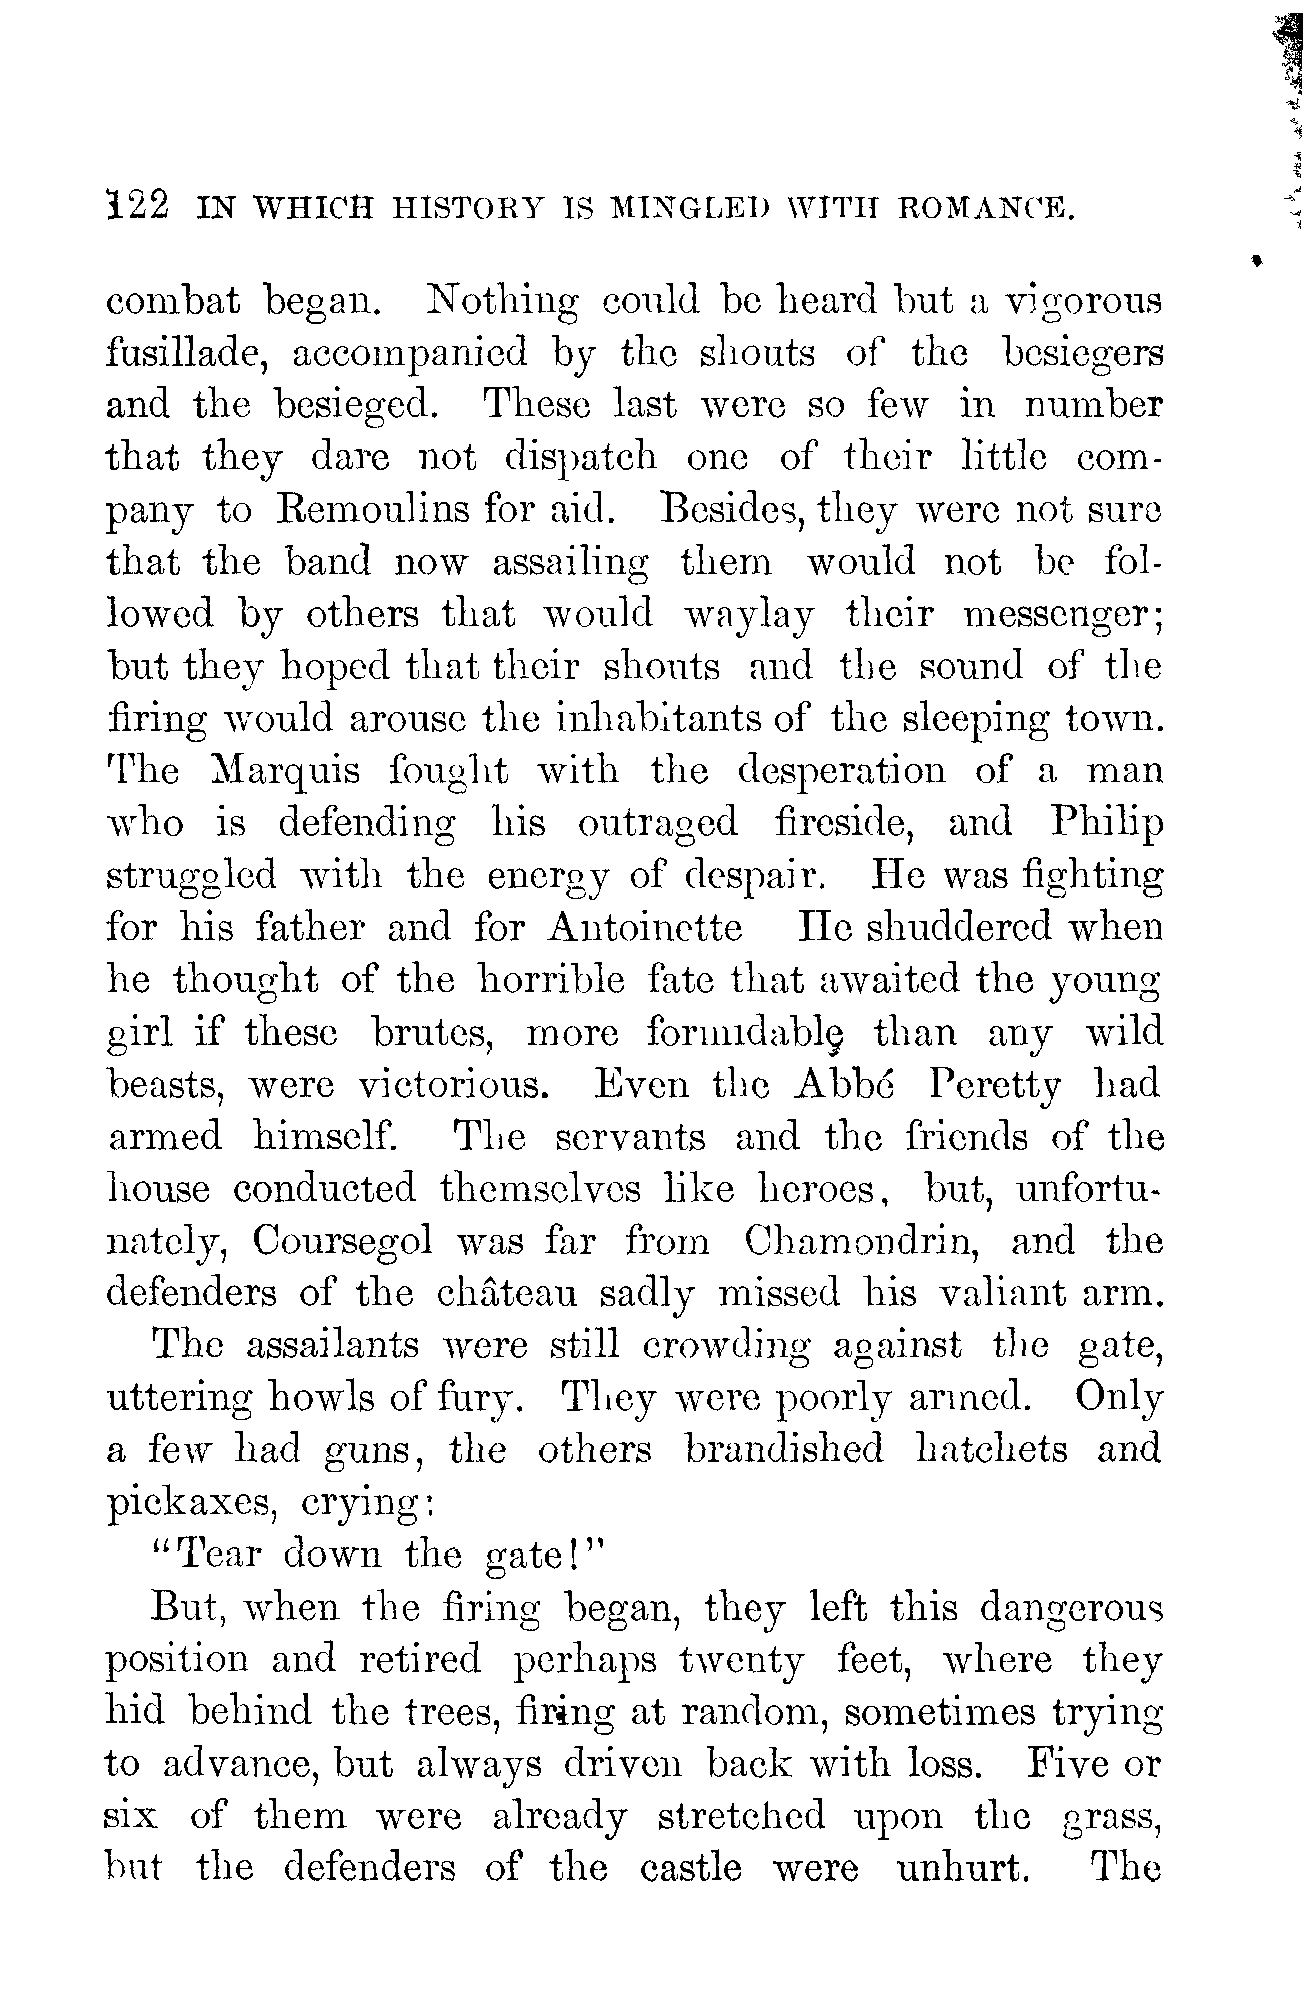 122 IN WHICH HISTORY IS MINGLED WITH ROMANCE.
combat began. Nothing could be heard but a vigorous
fusillade, accompanied by the shouts of the besiegers
and the besieged. These last were so few in number
that they dare not dispatch one of their little com-
pany to Remoulins for aid. Besides, they were not sure
that the band now assailing them would not be fol-
lowed by others that would waylay their messenger;
but they hoped that their shouts and the sound of the
firing would arouse the inhabitants of the sleeping town.
The Marquis fought with the desperation of a man
who is defending his outraged fireside, and Philip
struggled with the energy of despair. He was fighting
for his father and for Antoinette He shuddered when
he thought of the horrible fate that awaited the young
girl if these brutes, more formidable than any wild
beasts, were victorious. Even the Abbé Peretty had
armed himself. The servants and the friends of the
house conducted themselves like heroes, but, unfortu-
nately, Coursegol was far from Chamondrin, and the
defenders of the château sadly missed his valiant arm.
The assailants were still crowding against the gate,
uttering howls of fury. They were poorly armed. Only
a few had guns, the others brandished hatchets and
pickaxes, crying:
"Tear down the gate!"
But, when the firing began, they left this dangerous
position and retired perhaps twenty feet, where they
hid behind the trees, firing at random, sometimes trying
to advance, but always driven back with loss. Five or
six of them were already stretched upon the grass,
but the defenders of the castle were unhurt. The